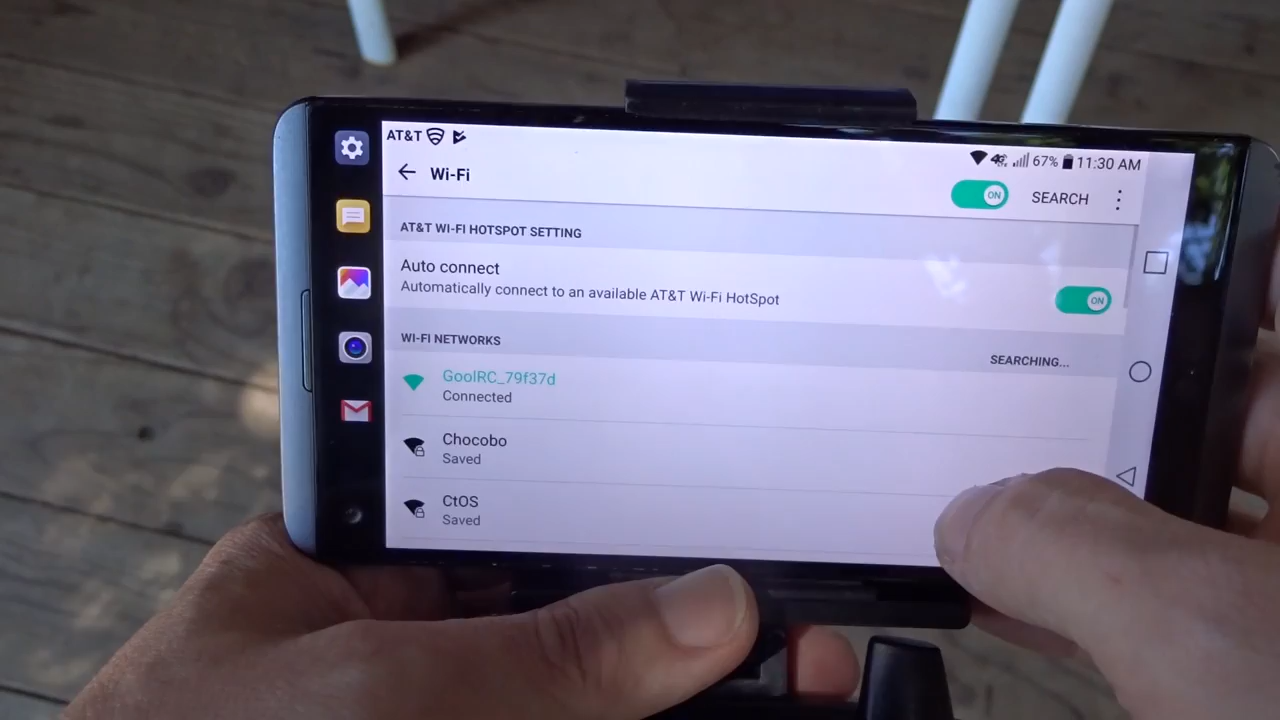 AT&T
4G 67% 11:30 AM
Wi-Fi
ON SEARCH
AT&T WI-FI HOTSPOT SETTING
Auto connect
Automatically connect to an available AT&T Wi-Fi HotSpot
ON
WI-FI NETWORKS
SEARCHING...
GoolRC_79f37d
Connected
Chocobo
Saved
CtOS
Saved